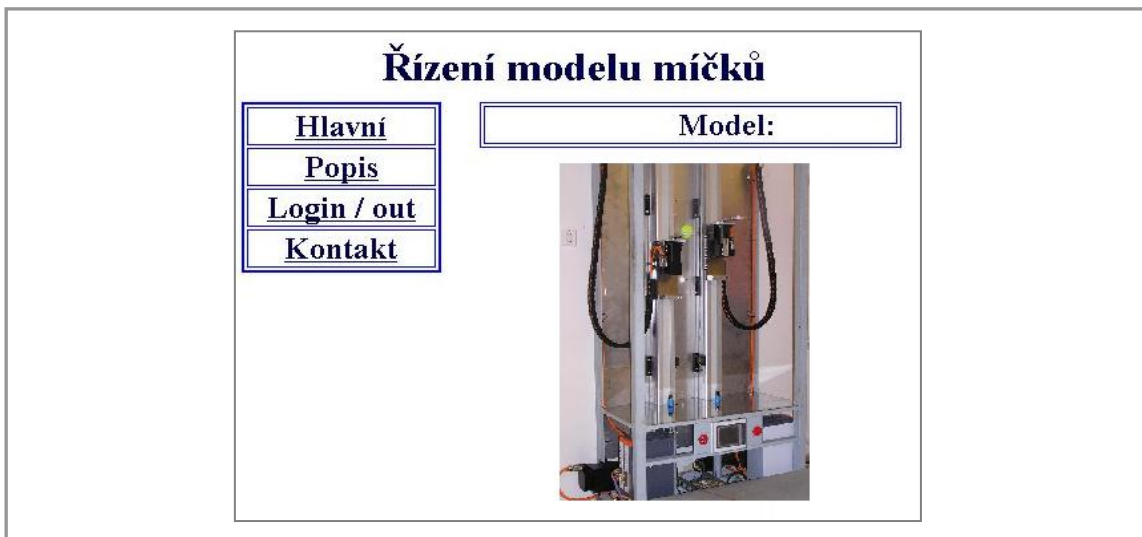 Řízení modelu míčků
Hlavní
Popis
Login / out
Kontakt
Model: